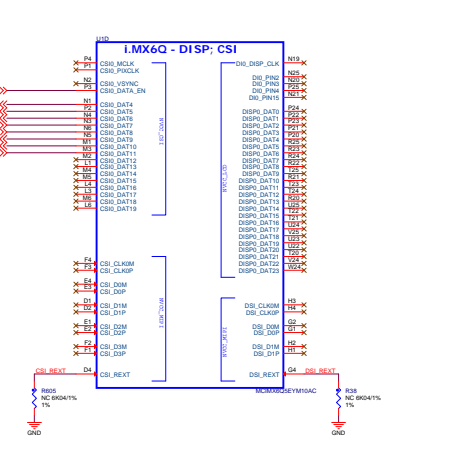 U1D
i.MX6Q - DISP; CSI
P4 CSI0_MCLK
P1 CSI0_PIXCLK
N2 CSI0_VSYNC
P3 CSI0_DATA_EN
N1 CSI0_DAT4
P2 CSI0_DAT5
N4 CSI0_DAT6
N3 CSI0_DAT7
N6 CSI0_DAT8
N5 CSI0_DAT9
M1 CSI0_DAT10
M3 CSI0_DAT11
M2 CSI0_DAT12
L1 CSI0_DAT13
M4 CSI0_DAT14
M5 CSI0_DAT15
L4 CSI0_DAT16
L3 CSI0_DAT17
M6 CSI0_DAT18
L6 CSI0_DAT19
F4 CSI_CLK0M
F3 CSI_CLK0P
E4 CSI_D0M
E3 CSI_D0P
D1 CSI_D1M
D2 CSI_D1P
E1 CSI_D2M
E2 CSI_D2P
F2 CSI_D3M
F1 CSI_D3P
CSI_REXT D4 CSI_REXT
DI0_DISP_CLK N19
DI0_PIN2 N25
DI0_PIN3 N20
DI0_PIN4 P25
DI0_PIN15 N21
DISP0_DAT0 P24
DISP0_DAT1 P22
DISP0_DAT2 P23
DISP0_DAT3 P21
DISP0_DAT4 P20
DISP0_DAT5 R25
DISP0_DAT6 R23
DISP0_DAT7 R24
DISP0_DAT8 R22
DISP0_DAT9 T25
DISP0_DAT10 R21
DISP0_DAT11 T23
DISP0_DAT12 T24
DISP0_DAT13 R20
DISP0_DAT14 U25
DISP0_DAT15 T22
DISP0_DAT16 T21
DISP0_DAT17 U24
DISP0_DAT18 V25
DISP0_DAT19 U23
DISP0_DAT20 U22
DISP0_DAT21 T20
DISP0_DAT22 V24
DISP0_DAT23 W24
DSI_CLK0M H3
DSI_CLK0P H4
DSI_D0M G2
DSI_D0P G1
DSI_D1M H2
DSI_D1P H1
DSI_REXT G4 DSI_REXT
MCIMX6Q5EYM10AC
R605
NC 6K04/1%
1%
GND
R38
NC 6K04/1%
1%
GND